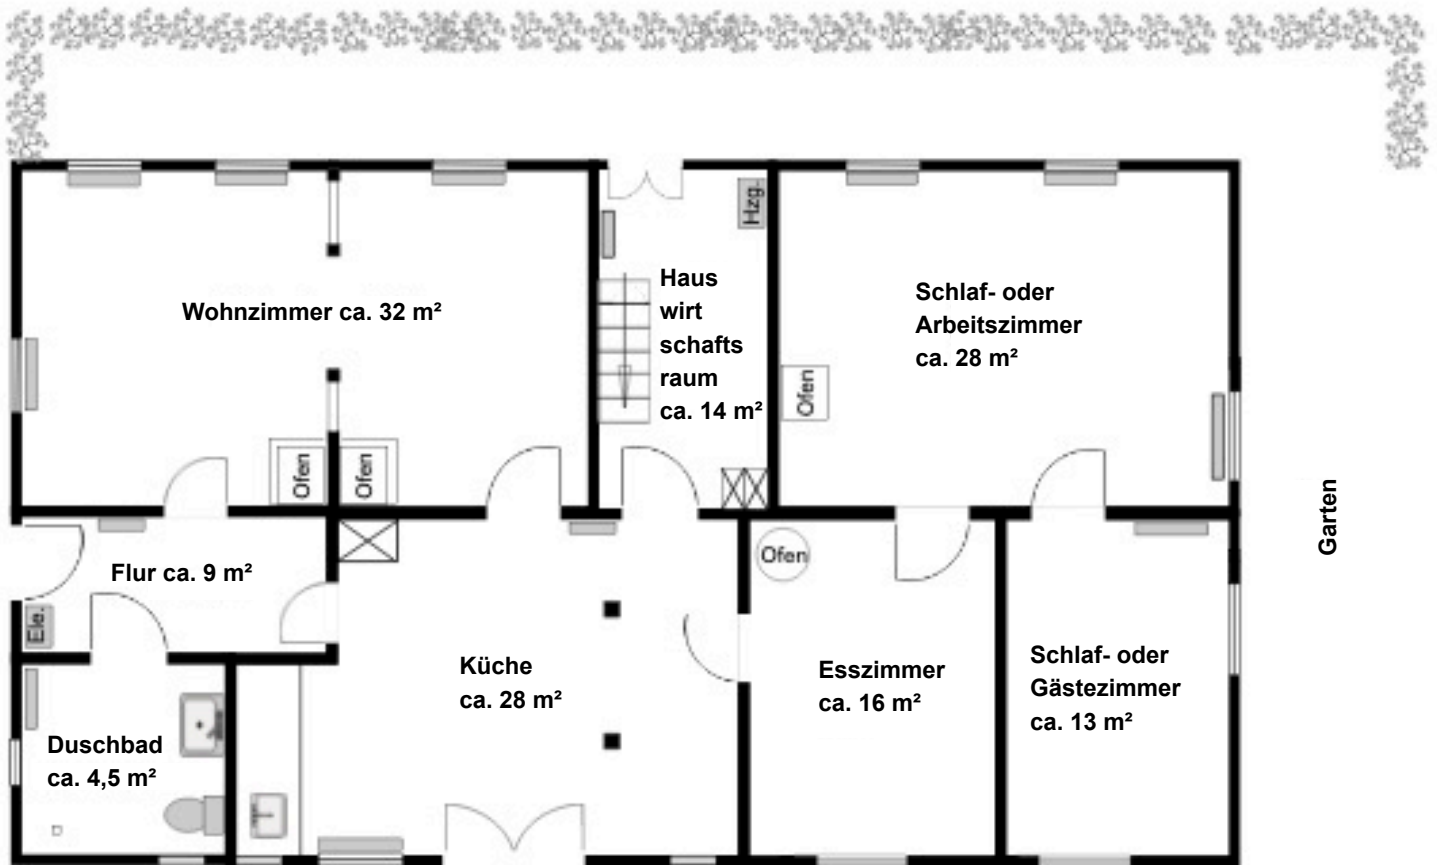 Hzg.
Haus
wirt
schafts
raum
ca. 14 m²
Wohnzimmer ca. 32 m²
Schlaf- oder
Arbeitszimmer
ca. 28 m²
Ofen
Ofen
Ofen
Garten
Flur ca. 9 m²
Ele.
Ofen
Küche
ca. 28 m²
Esszimmer
ca. 16 m²
Schlaf- oder
Gästezimmer
ca. 13 m²
Duschbad
ca. 4,5 m²